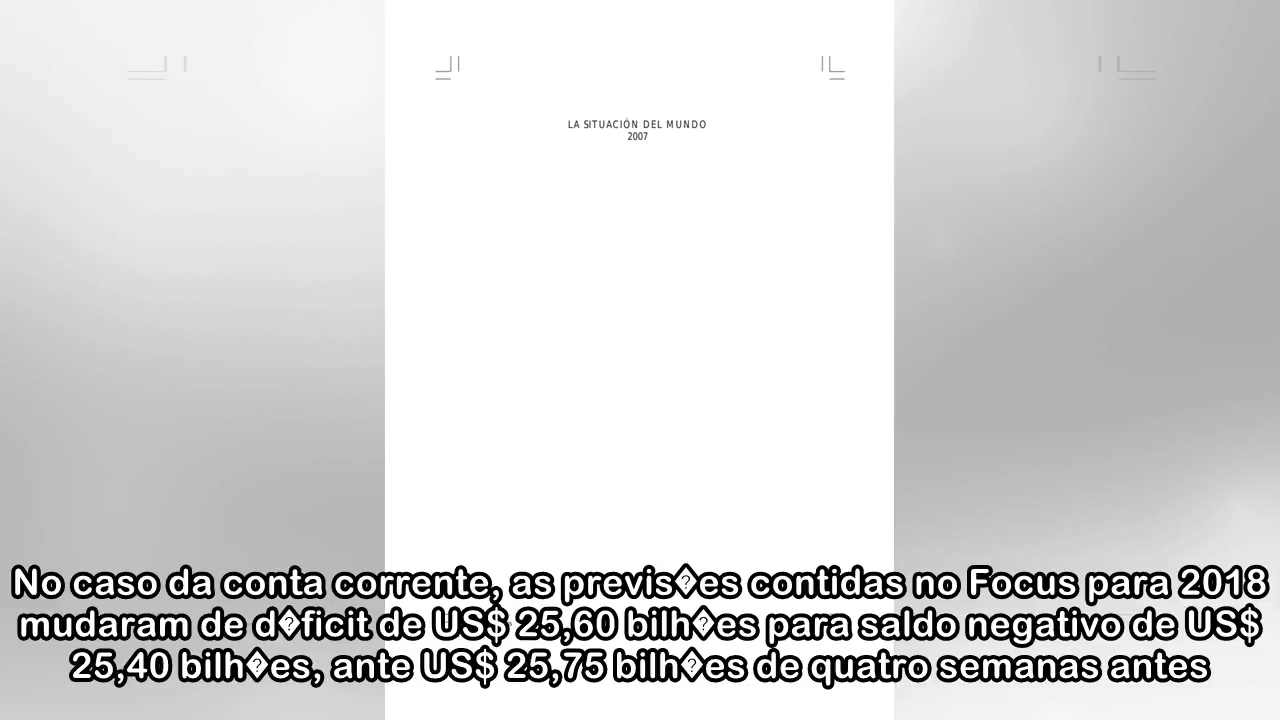 LA SITUACIÓN DEL MUNDO
2007
No caso da conta corrente, as previs�es contidas no Focus para 2018
mudaram de d�ficit de US$ 25,60 bilh�es para saldo negativo de US$
25,40 bilh�es, ante US$ 25,75 bilh�es de quatro semanas antes